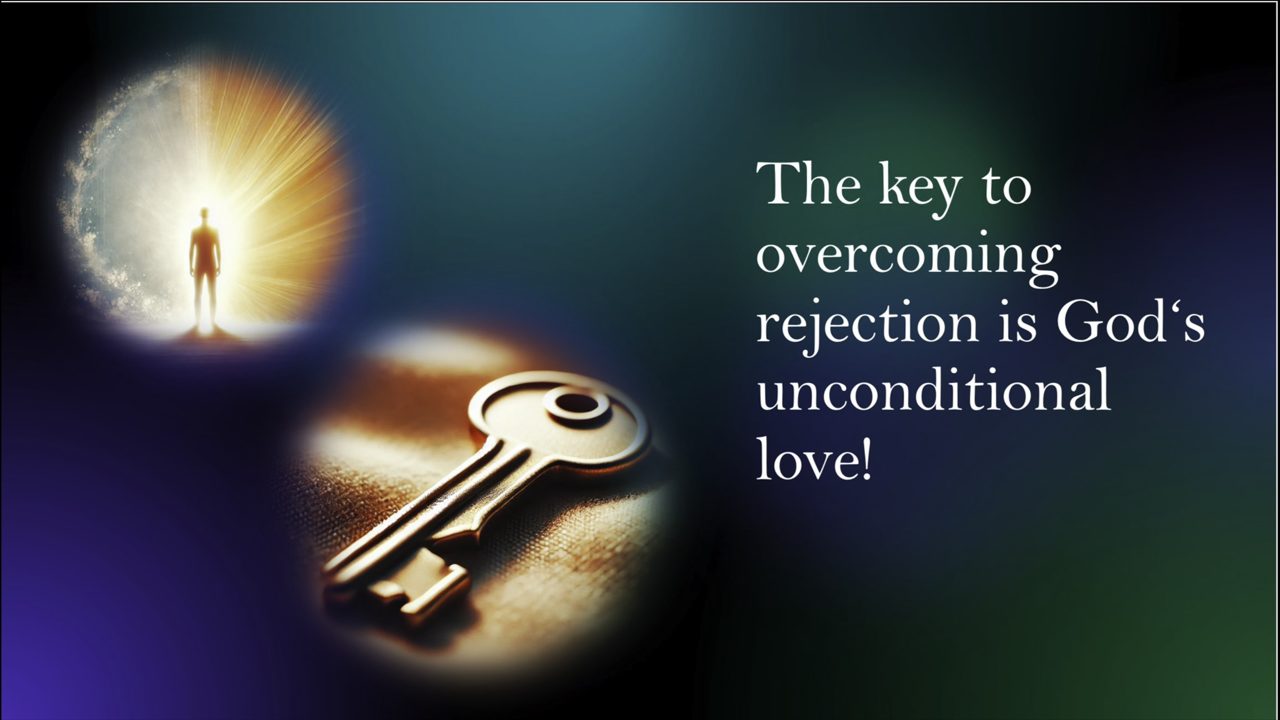 The key to
overcoming
rejection is God‘s
unconditional
love!